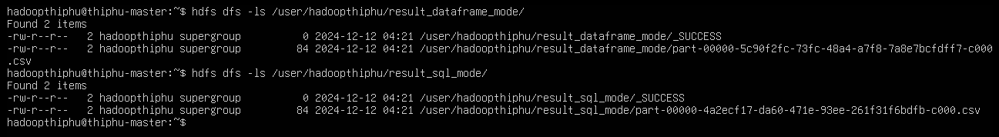 hadoopthiphu@thiphu-master:~$ hdfs dfs -ls /user/hadoopthiphu/result_dataframe_mode/
Found 2 items
-rw-r--r--   2 hadoopthiphu supergroup          0 2024-12-12 04:21 /user/hadoopthiphu/result_dataframe_mode/_SUCCESS
-rw-r--r--   2 hadoopthiphu supergroup         84 2024-12-12 04:21 /user/hadoopthiphu/result_dataframe_mode/part-00000-5c90f2fc-73fc-48a4-a7f8-7a8e7bcfdff7-c000
.csv
hadoopthiphu@thiphu-master:~$ hdfs dfs -ls /user/hadoopthiphu/result_sql_mode/
Found 2 items
-rw-r--r--   2 hadoopthiphu supergroup          0 2024-12-12 04:21 /user/hadoopthiphu/result_sql_mode/_SUCCESS
-rw-r--r--   2 hadoopthiphu supergroup         84 2024-12-12 04:21 /user/hadoopthiphu/result_sql_mode/part-00000-4a2ecf17-da60-471e-93ee-261f31f6bdfb-c000.csv
hadoopthiphu@thiphu-master:~$